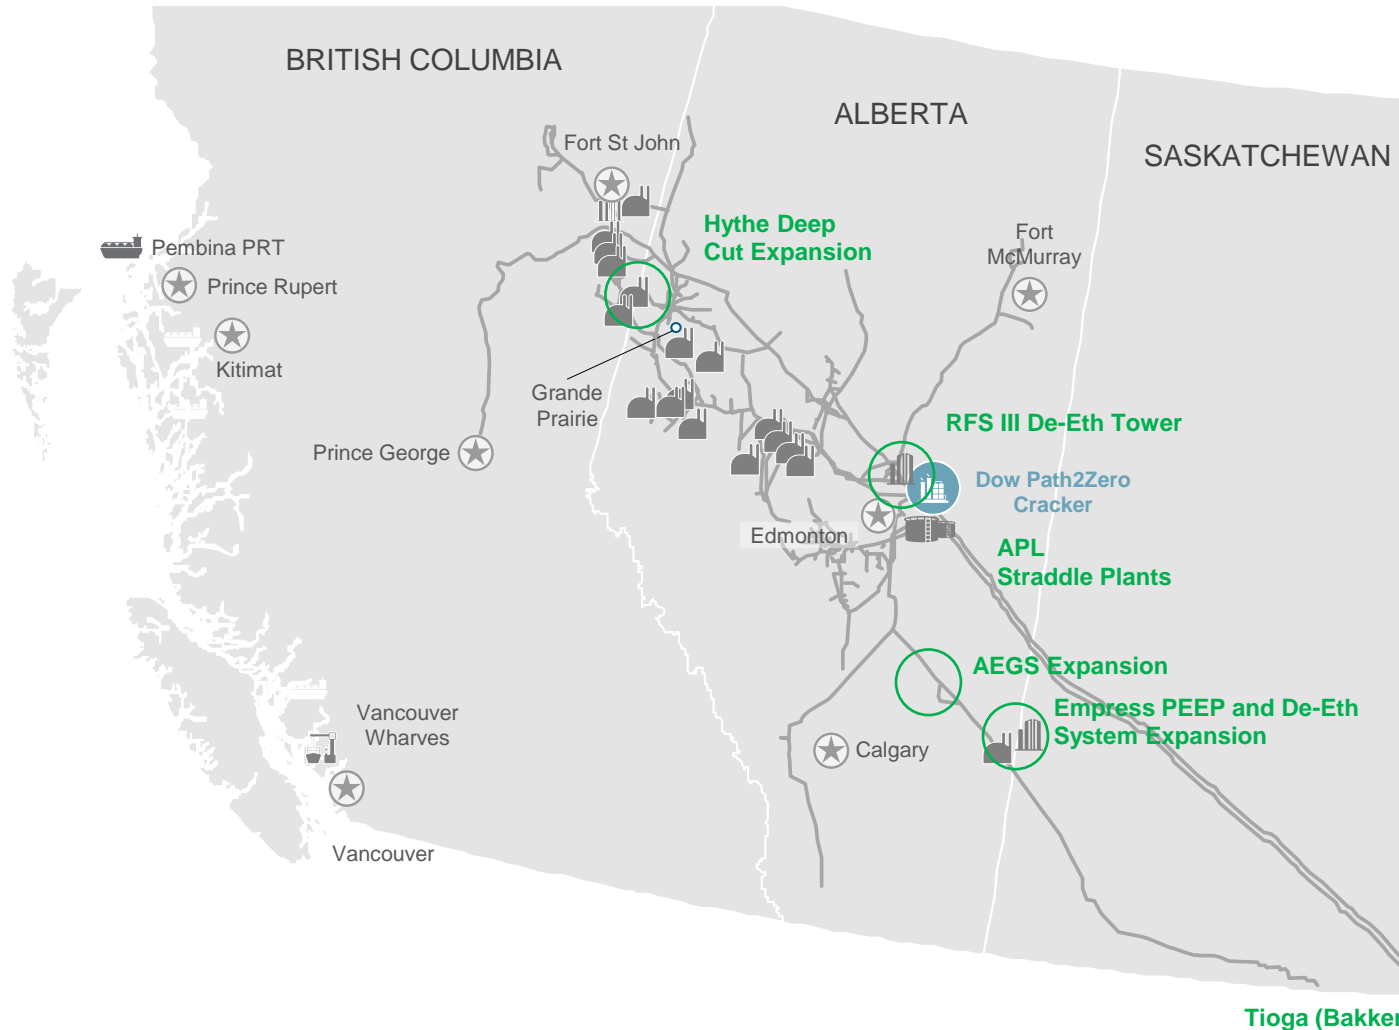 BRITISH COLUMBIA
ALBERTA
SASKATCHEWAN
Fort St John
Hythe Deep
Cut Expansion
Fort
McMurray
Pembina PRT
Prince Rupert
Kitimat
Grande
Prairie
Prince George
RFS III De-Eth Tower
Dow Path2Zero
Cracker
Edmonton
APL
Straddle Plants
AEGS Expansion
Empress PEEP and De-Eth
System Expansion
Vancouver
Wharves
Calgary
Vancouver
Tioga (Bakken